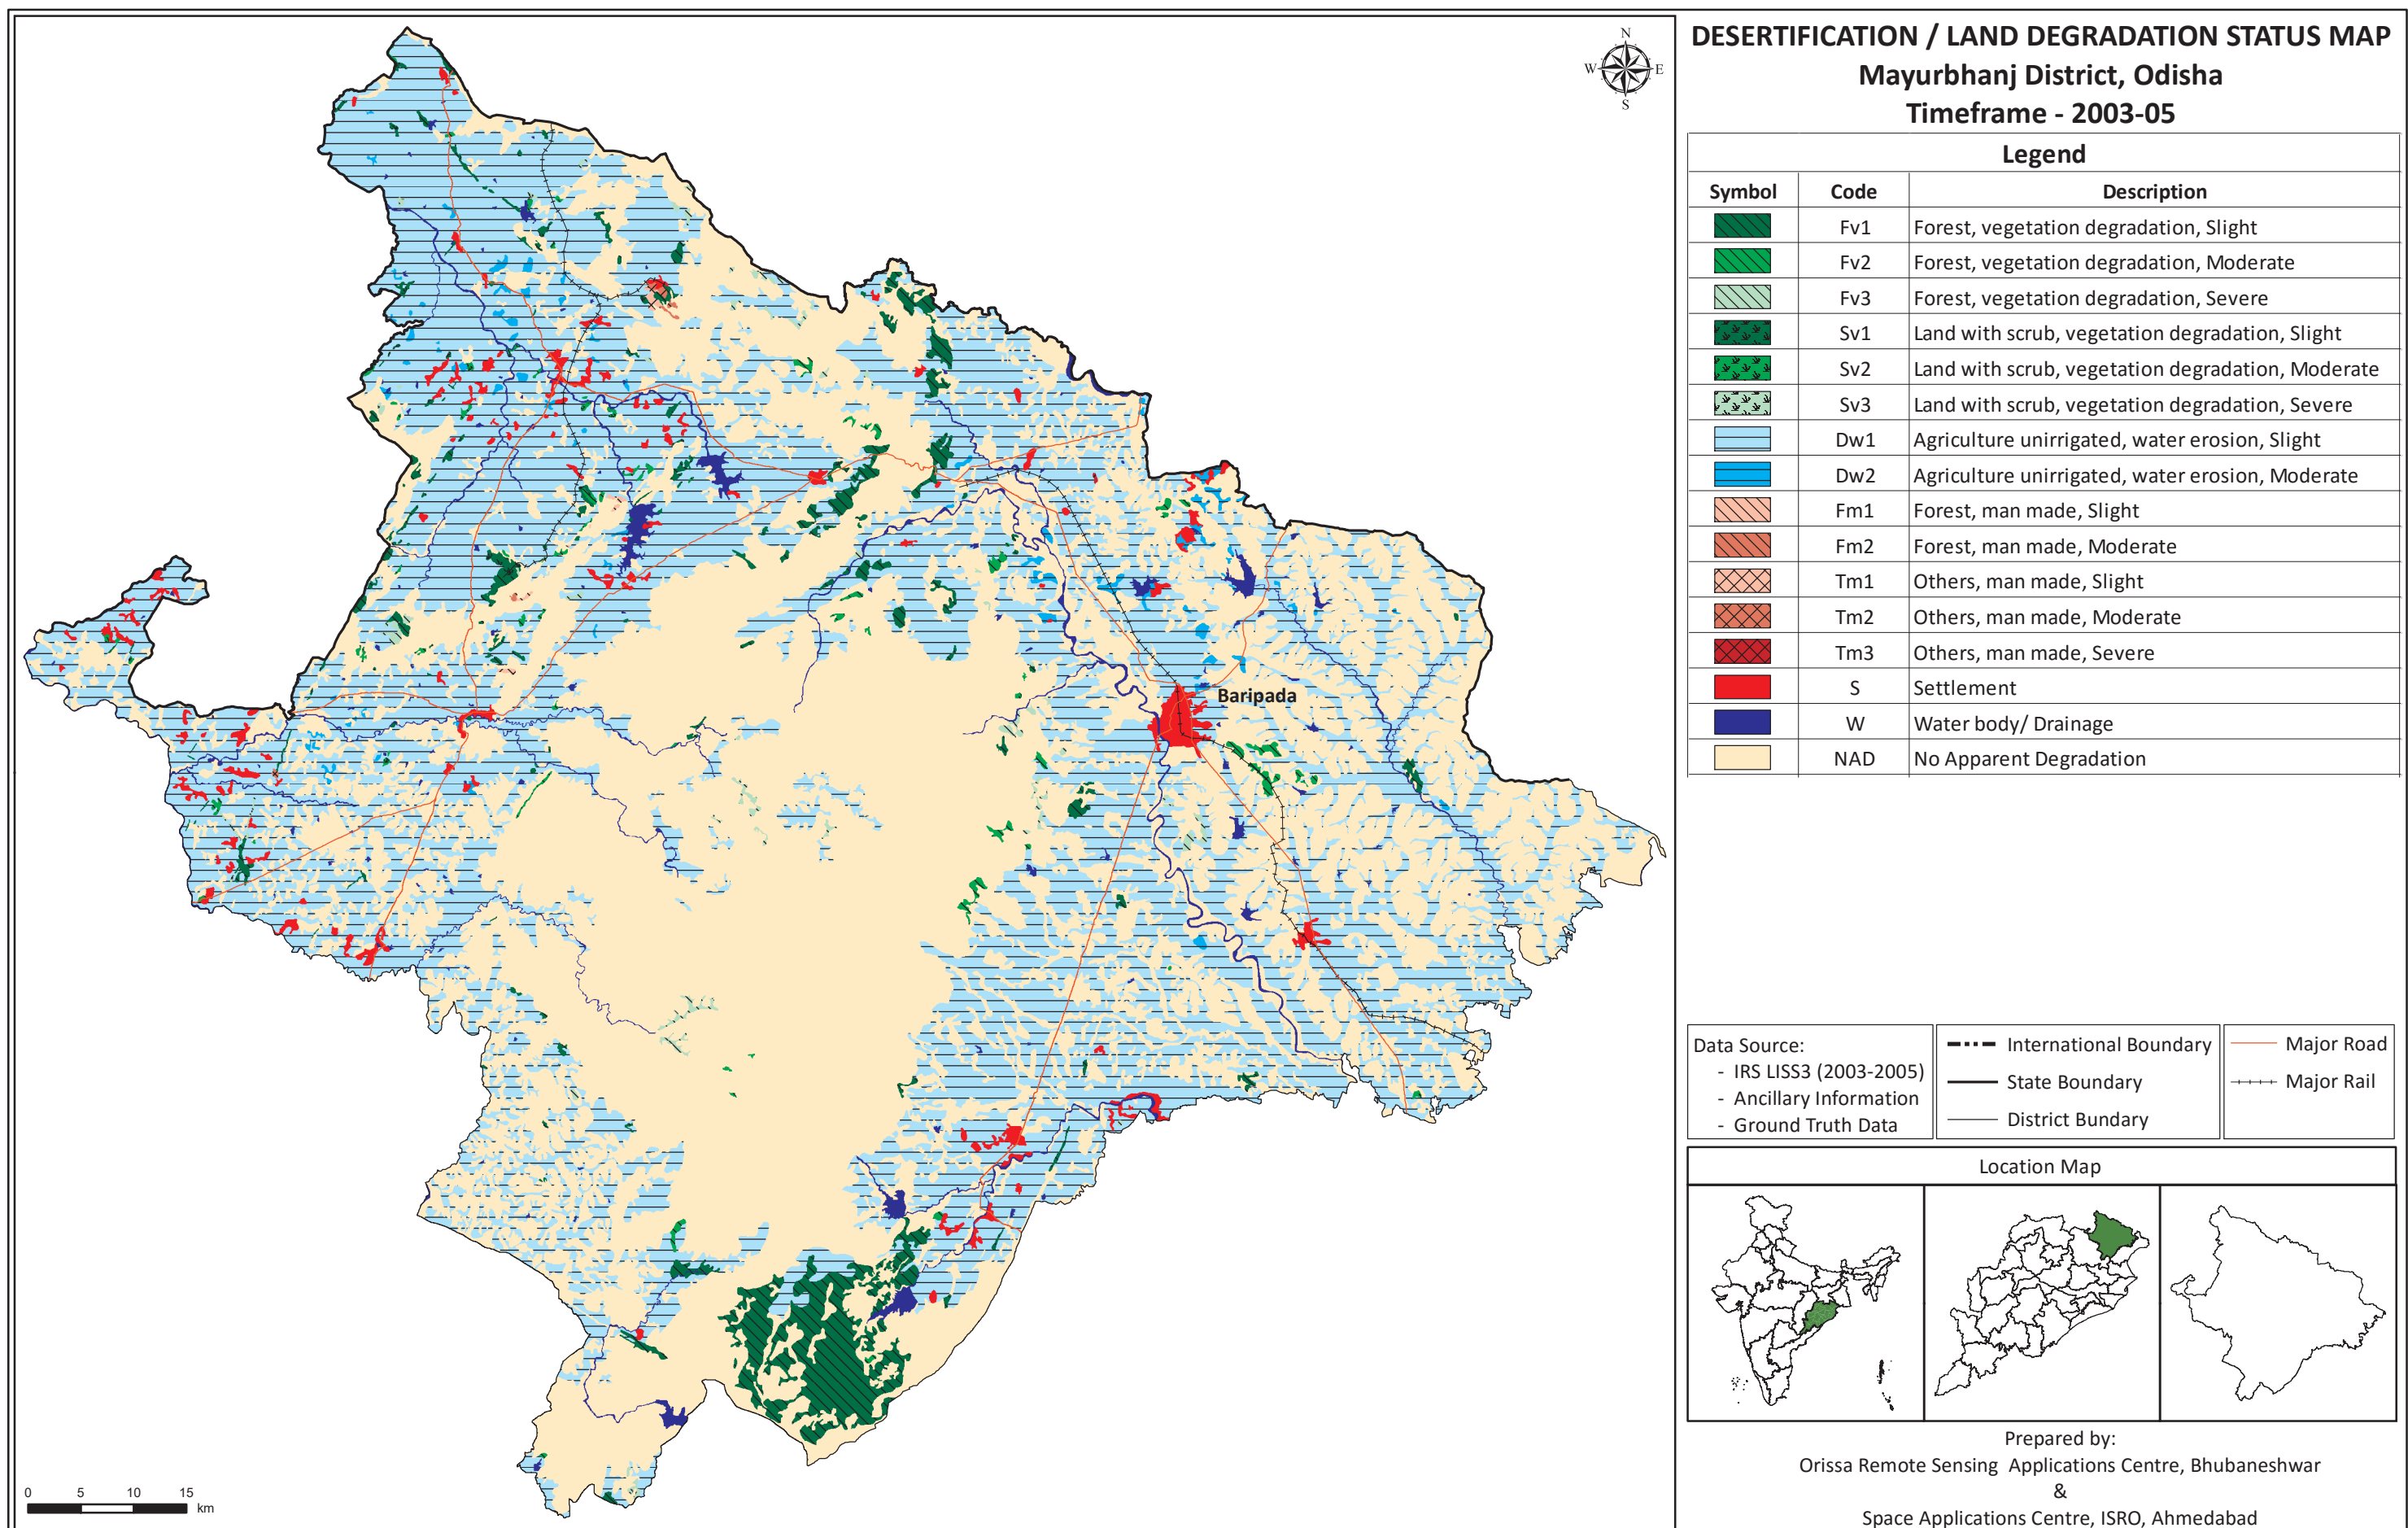 DESERTIFICATION / LAND DEGRADATION STATUS MAP
Mayurbhanj District, Odisha
Timeframe - 2003-05
Legend
Symbol Code Description
Fv1 Forest, vegetation degradation, Slight
Fv2 Forest, vegetation degradation, Moderate
Fv3 Forest, vegetation degradation, Severe
Sv1 Land with scrub, vegetation degradation, Slight
Sv2 Land with scrub, vegetation degradation, Moderate
Sv3 Land with scrub, vegetation degradation, Severe
Dw1 Agriculture unirrigated, water erosion, Slight
Dw2 Agriculture unirrigated, water erosion, Moderate
Fm1 Forest, man made, Slight
Fm2 Forest, man made, Moderate
Tm1 Others, man made, Slight
Tm2 Others, man made, Moderate
Tm3 Others, man made, Severe
S Settlement
W Water body/ Drainage
NAD No Apparent Degradation
N
W E
S
Baripada
0 5 10 15
km
Data Source:
- IRS LISS3 (2003-2005)
- Ancillary Information
- Ground Truth Data
International Boundary
State Boundary
District Bundary
Major Road
Major Rail
Location Map
Prepared by:
Orissa Remote Sensing Applications Centre, Bhubaneshwar
&
Space Applications Centre, ISRO, Ahmedabad